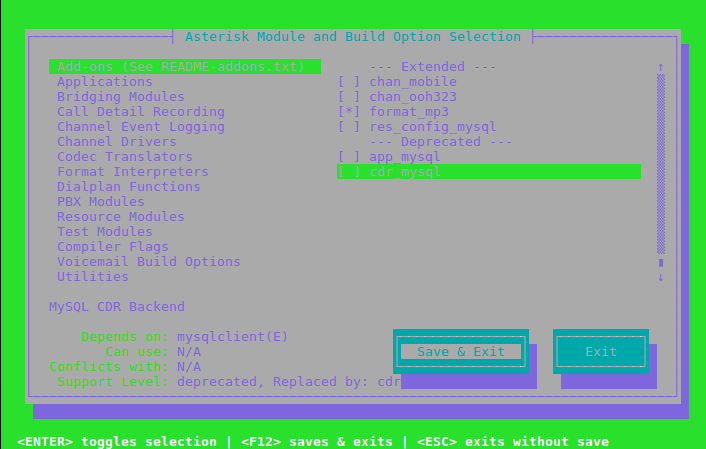 Asterisk Module and Build Option Selection
Add-ons (See README-addons.txt) --- Extended --- ↑
Applications [ ] chan_mobile
Bridging Modules [ ] chan_ooh323
Call Detail Recording [*] format_mp3
Channel Event Logging [ ] res_config_mysql
Channel Drivers --- Deprecated ---
Codec Translators [ ] app_mysql
Format Interpreters [ ] cdr_mysql
Dialplan Functions
PBX Modules
Resource Modules
Test Modules
Compiler Flags
Voicemail Build Options
Utilities ↓
MySQL CDR Backend
Depends on: mysqlclient(E)
Can use: N/A Save & Exit Exit
Conflicts with: N/A
Support Level: deprecated, Replaced by: cdr
<ENTER> toggles selection | <F12> saves & exits | <ESC> exits without save